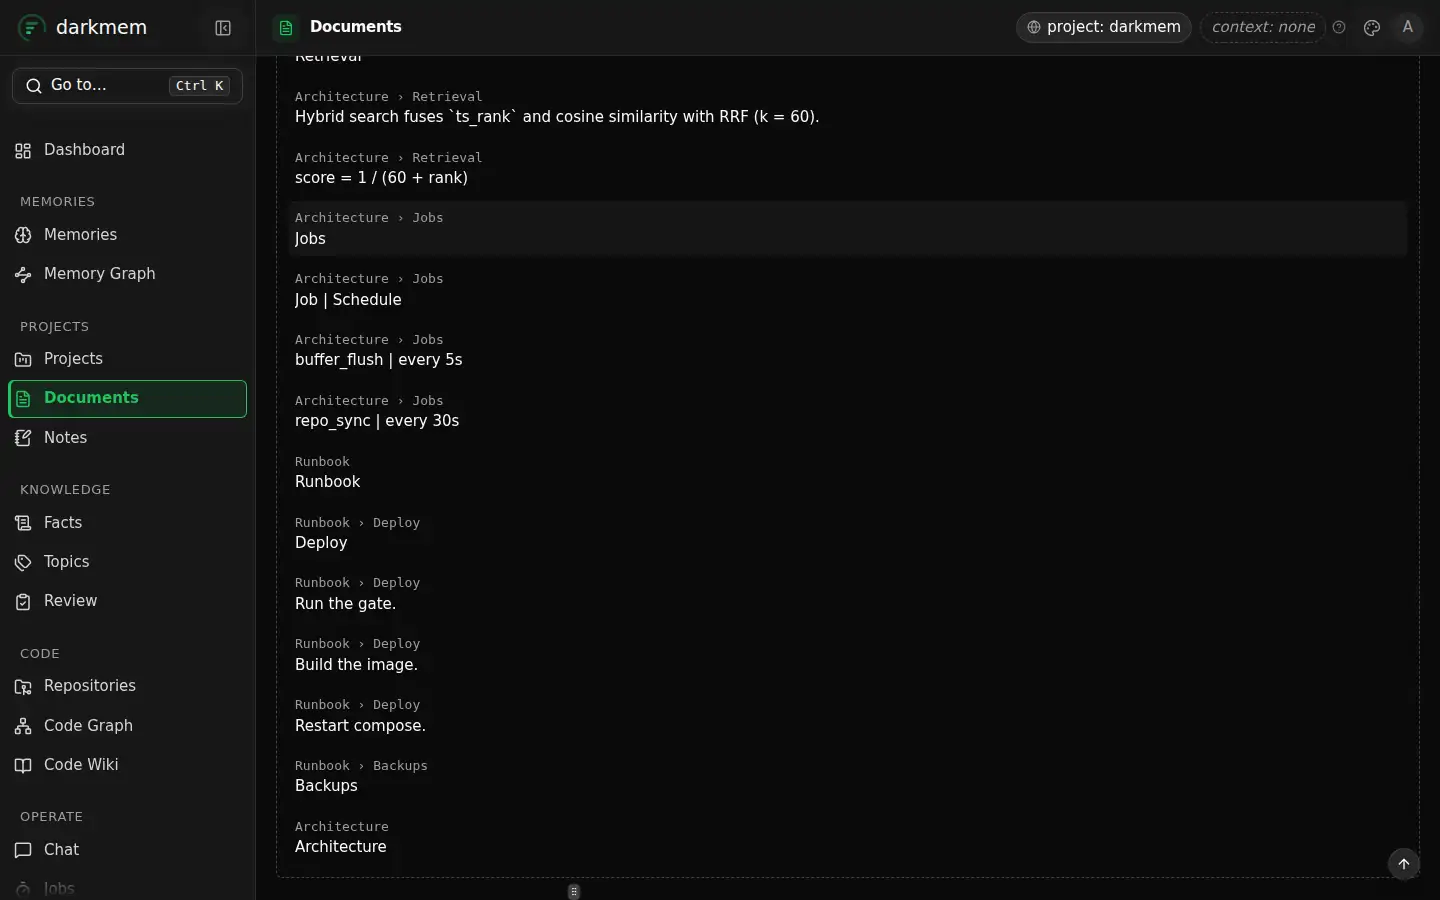 darkmem
Documents
project: darkmem
context: none
A
Go to...
Ctrl K
Dashboard
MEMORIES
Memories
Memory Graph
PROJECTS
Projects
Documents
Notes
KNOWLEDGE
Facts
Topics
Review
CODE
Repositories
Code Graph
Code Wiki
OPERATE
Chat
Jobs
Retrieval
Architecture › Retrieval
Hybrid search fuses `ts_rank` and cosine similarity with RRF (k = 60).
Architecture › Retrieval
score = 1 / (60 + rank)
Architecture › Jobs
Jobs
Architecture › Jobs
Job | Schedule
Architecture › Jobs
buffer_flush | every 5s
Architecture › Jobs
repo_sync | every 30s
Runbook
Runbook
Runbook › Deploy
Deploy
Runbook › Deploy
Run the gate.
Runbook › Deploy
Build the image.
Runbook › Deploy
Restart compose.
Runbook › Backups
Backups
Architecture
Architecture